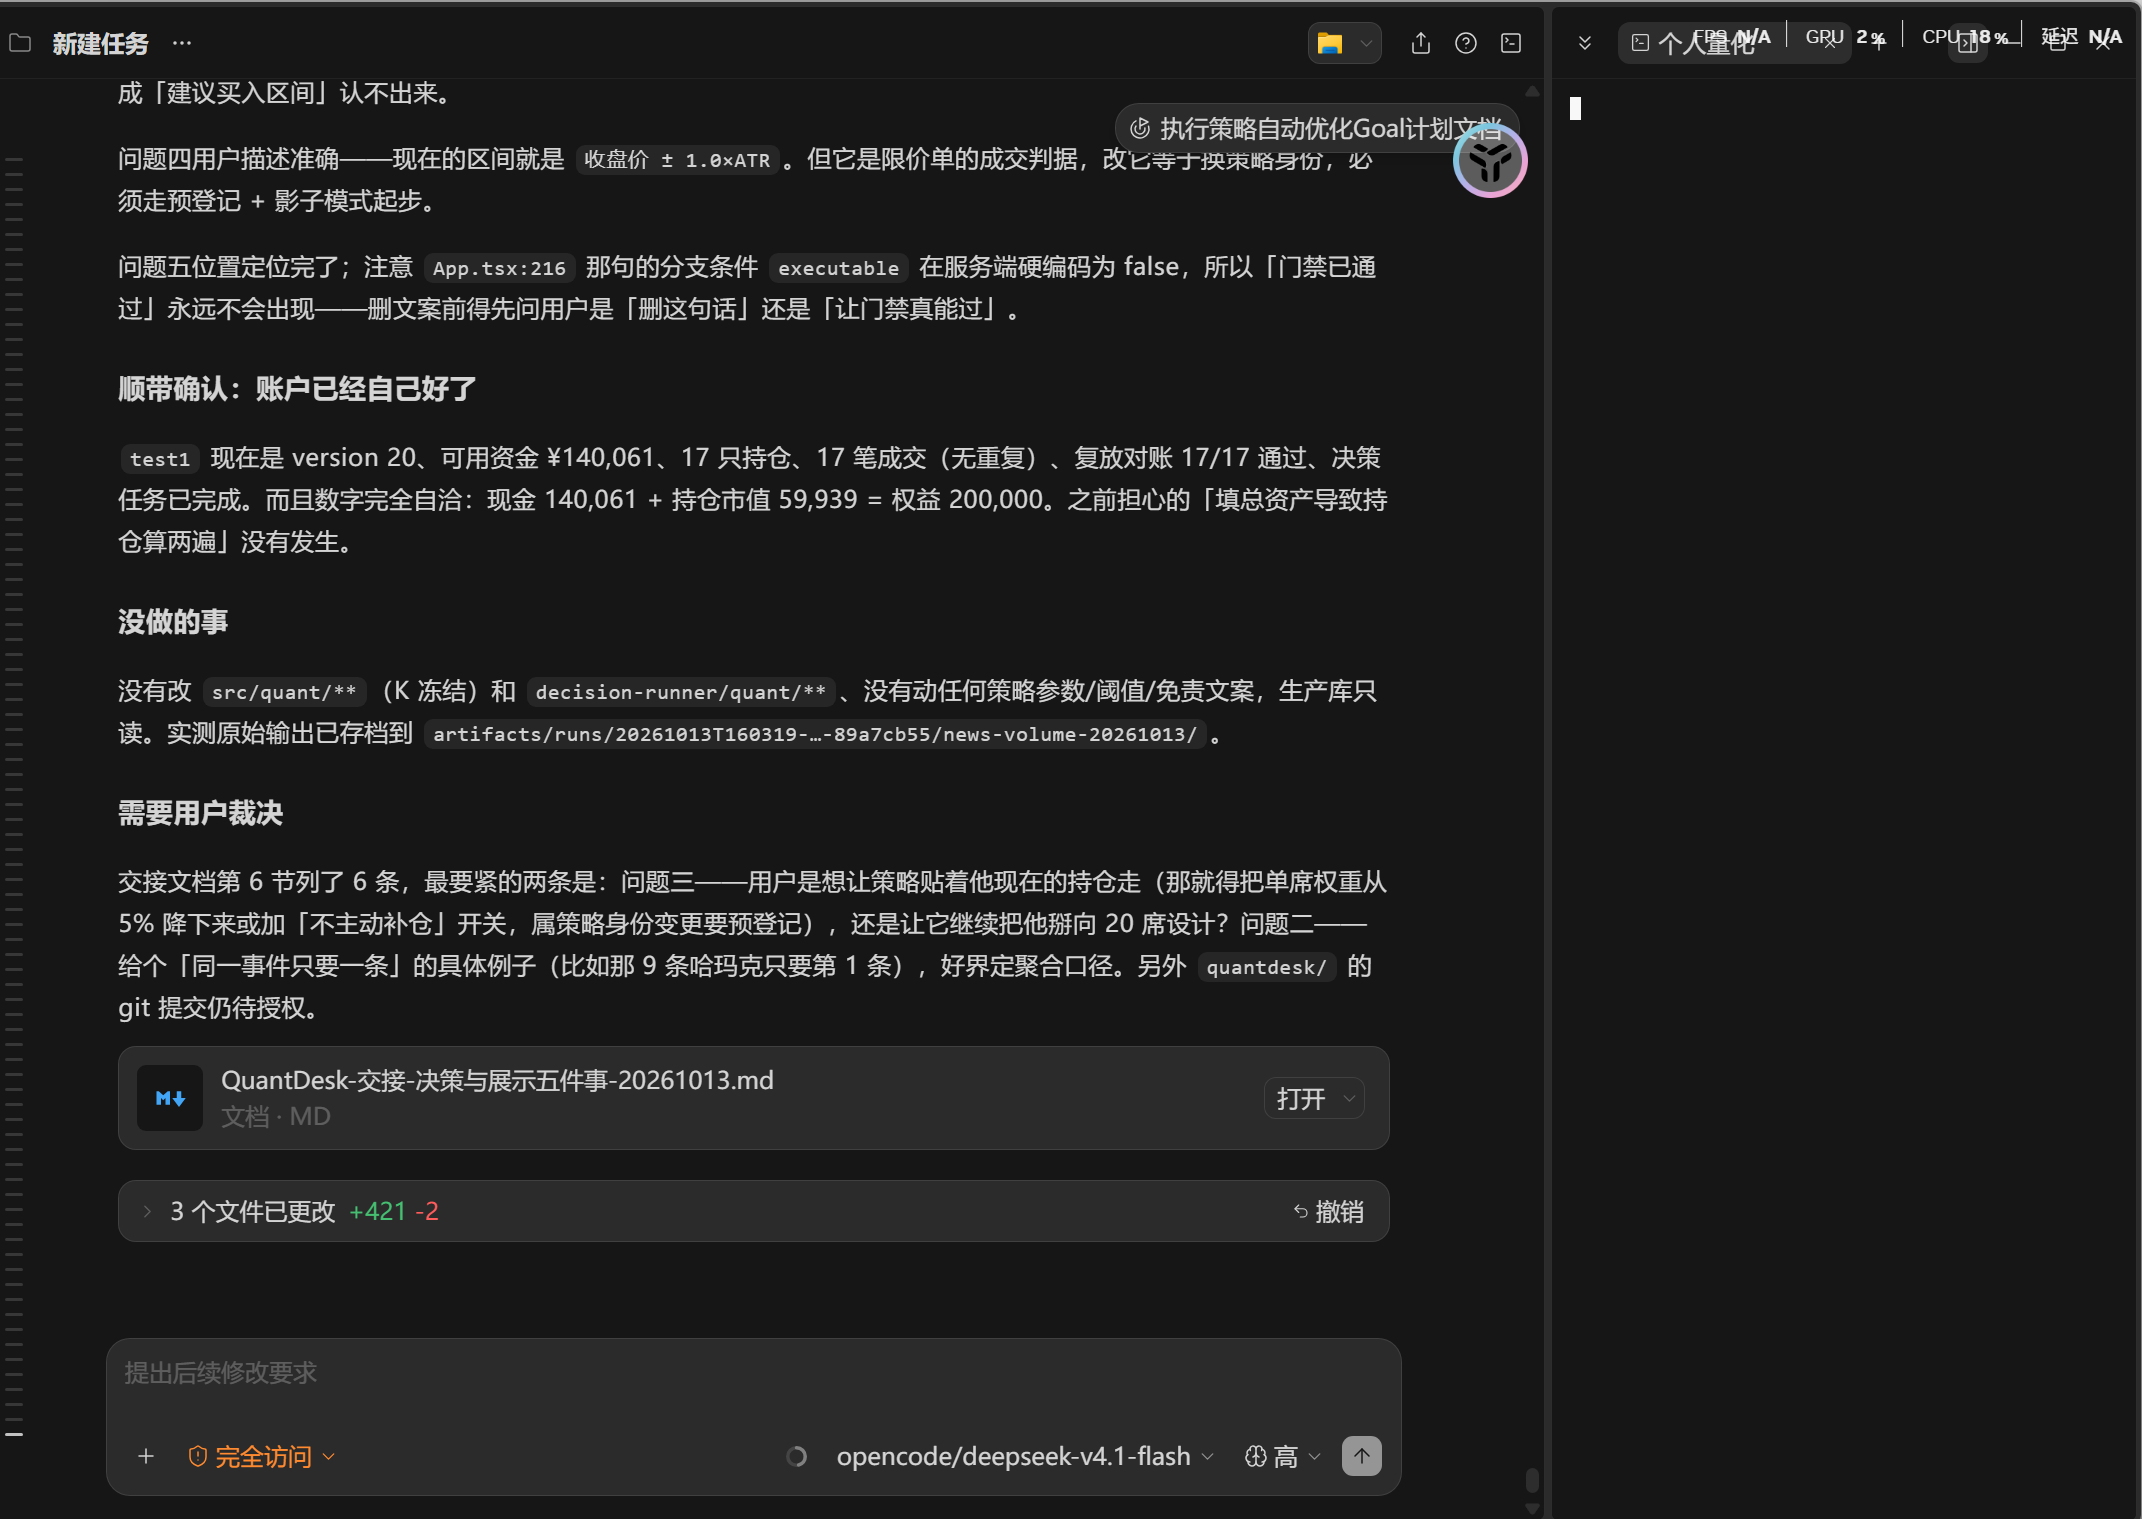 新建任务 ···
个人量化
FPS N/A GPU 2% CPU 18% 延迟 N/A
成「建议买入区间」认不出来。
执行策略自动优化Goal计划文档
问题四用户描述准确——现在的区间就是 收盘价 ± 1.0×ATR 。但它是限价单的成交判据，改它等于换策略身份，必
须走预登记 + 影子模式起步。
问题五位置定位完了；注意 App.tsx:216 那句的分支条件 executable 在服务端硬编码为 false，所以「门禁已通
过」永远不会出现——删文案前得先问用户是「删这句话」还是「让门禁真能过」。
顺带确认：账户已经自己好了
test1 现在是 version 20、可用资金 ¥140,061、17 只持仓、17 笔成交（无重复）、复放对账 17/17 通过、决策
任务已完成。而且数字完全自洽：现金 140,061 + 持仓市值 59,939 = 权益 200,000。之前担心的「填总资产导致持
仓算两遍」没有发生。
没做的事
没有改 src/quant/** （K 冻结）和 decision-runner/quant/** 、没有动任何策略参数/阈值/免责文案，生产库只
读。实测原始输出已存档到 artifacts/runs/20261013T160319-…-89a7cb55/news-volume-20261013/ 。
需要用户裁决
交接文档第 6 节列了 6 条，最要紧的两条是：问题三——用户是想让策略贴着他现在的持仓走（那就得把单席权重从
5% 降下来或加「不主动补仓」开关，属策略身份变更要预登记），还是让它继续把他掰向 20 席设计？问题二——
给个「同一事件只要一条」的具体例子（比如那 9 条哈玛克只要第 1 条），好界定聚合口径。另外 quantdesk/ 的
git 提交仍待授权。
QuantDesk-交接-决策与展示五件事-20261013.md
文档 · MD
打开
3 个文件已更改 +421 -2
撤销
提出后续修改要求
完全访问
opencode/deepseek-v4.1-flash
高